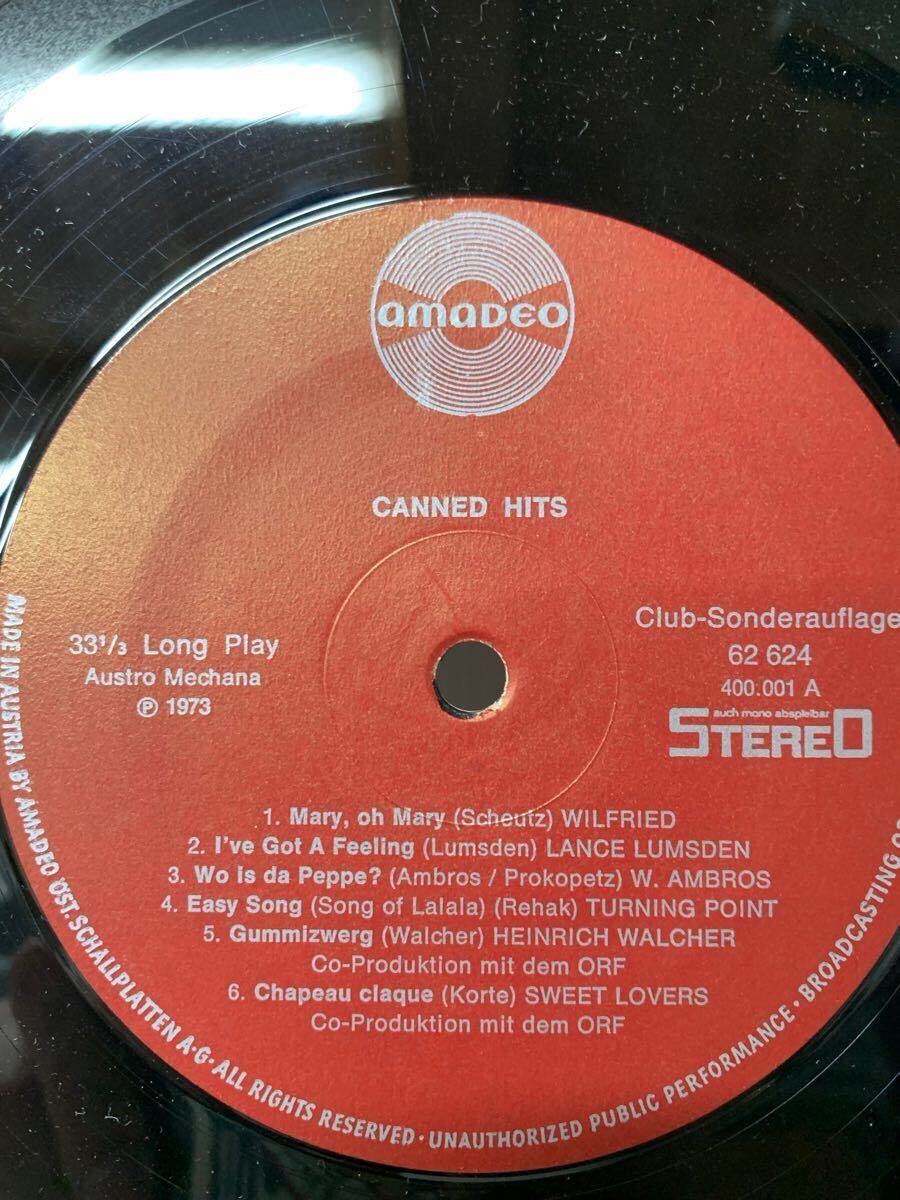 amadeo
CANNED HITS
33¹/₃ Long Play
Austro Mechana
℗ 1973
Club-Sonderauflage
62 624
400.001 A
auch mono abspielbar
STEREO
1. Mary, oh Mary (Scheutz) WILFRIED
2. I've Got A Feeling (Lumsden) LANCE LUMSDEN
3. Wo is da Peppe? (Ambros / Prokopetz) W. AMBROS
4. Easy Song (Song of Lalala) (Rehak) TURNING POINT
5. Gummizwerg (Walcher) HEINRICH WALCHER
Co-Produktion mit dem ORF
6. Chapeau claque (Korte) SWEET LOVERS
Co-Produktion mit dem ORF
MADE IN AUSTRIA BY AMADEO ÖST. SCHALLPLATTEN A·G· ALL RIGHTS RESERVED · UNAUTHORIZED PUBLIC PERFORMANCE · BROADCASTING